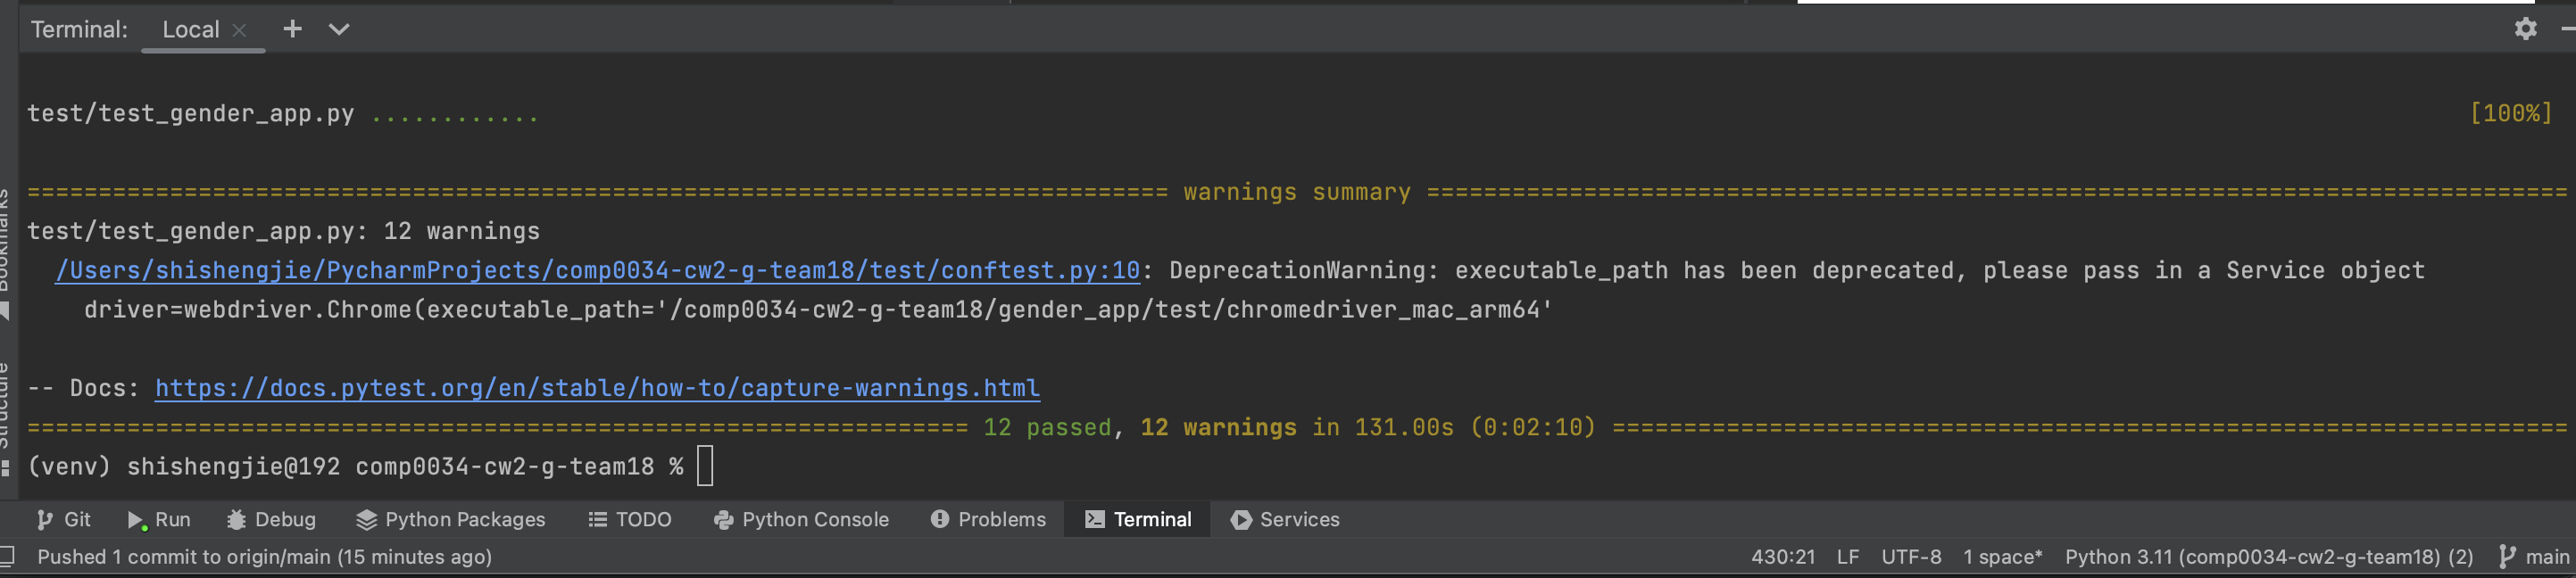 Terminal: Local × + 
test/test_gender_app.py ............ [100%]
================================================================================ warnings summary ================================================================================
test/test_gender_app.py: 12 warnings
/Users/shishengjie/PycharmProjects/comp0034-cw2-g-team18/test/conftest.py:10: DeprecationWarning: executable_path has been deprecated, please pass in a Service object
driver=webdriver.Chrome(executable_path='/comp0034-cw2-g-team18/gender_app/test/chromedriver_mac_arm64'
-- Docs: https://docs.pytest.org/en/stable/how-to/capture-warnings.html
================================================================== 12 passed, 12 warnings in 131.00s (0:02:10) ===================================================================
(venv) shishengjie@192 comp0034-cw2-g-team18 %
Bookmarks
Structure
Git Run Debug Python Packages TODO Python Console Problems Terminal Services
Pushed 1 commit to origin/main (15 minutes ago) 430:21 LF UTF-8 1 space* Python 3.11 (comp0034-cw2-g-team18) (2) main